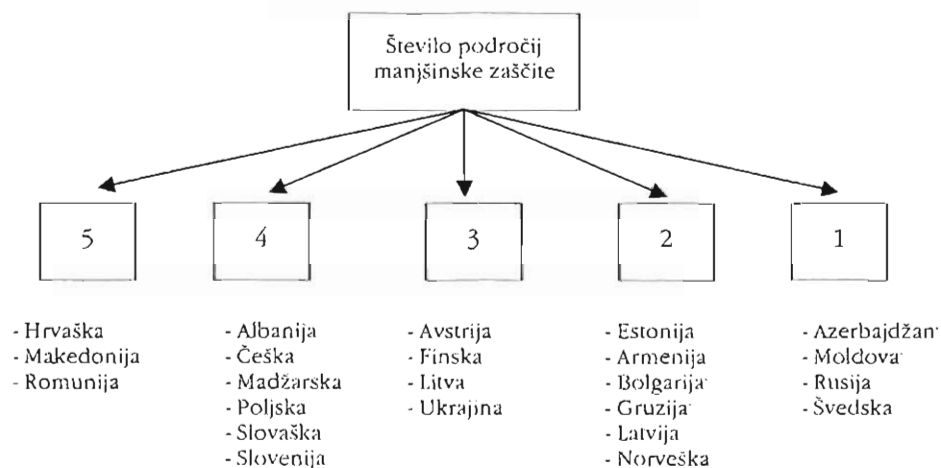 Število področij
manjšinske zaščite
5
4
3
2
1
- Hrvaška
- Makedonija
- Romunija
- Albanija
- Češka
- Madžarska
- Poljska
- Slovaška
- Slovenija
- Avstrija
- Finska
- Litva
- Ukrajina
- Estonija
- Armenija
- Bolgarija
- Gruzija
- Latvija
- Norveška
- Azerbajdžan
- Moldova
- Rusija
- Švedska